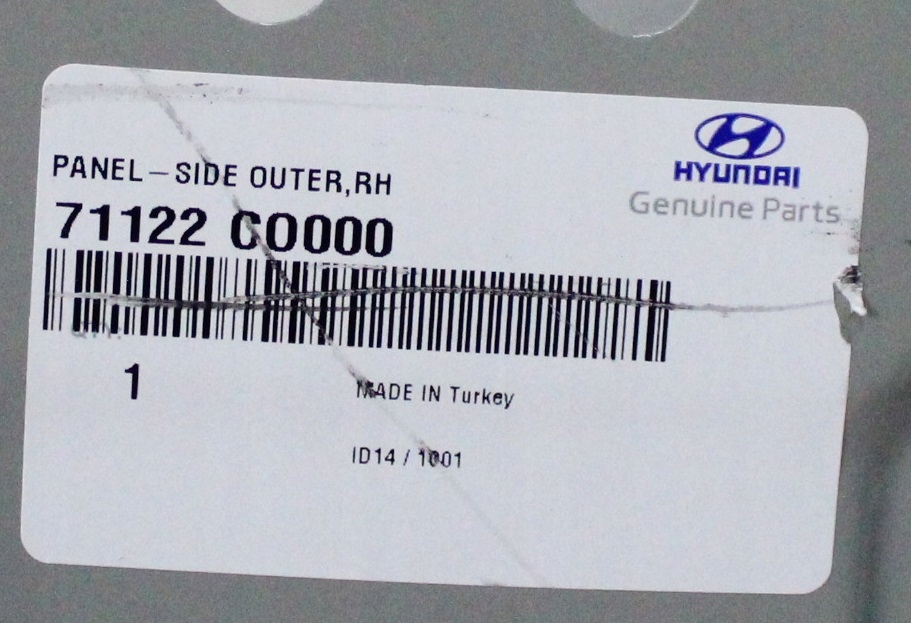 HYUNDAI
Genuine Parts
PANEL-SIDE OUTER,RH
71122 C0000
1
MADE IN Turkey
ID14 / 1001